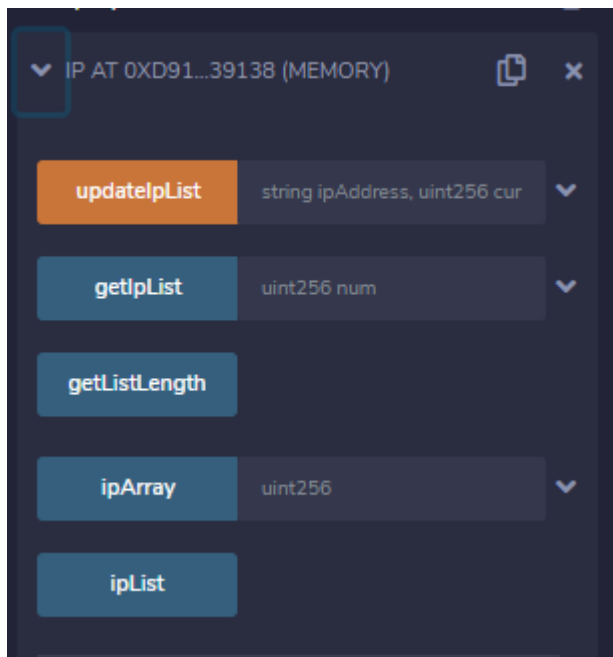 IP AT 0XD91...39138 (MEMORY)
updateIpList string ipAddress, uint256 cur
getIpList uint256 num
getListLength
ipArray uint256
ipList